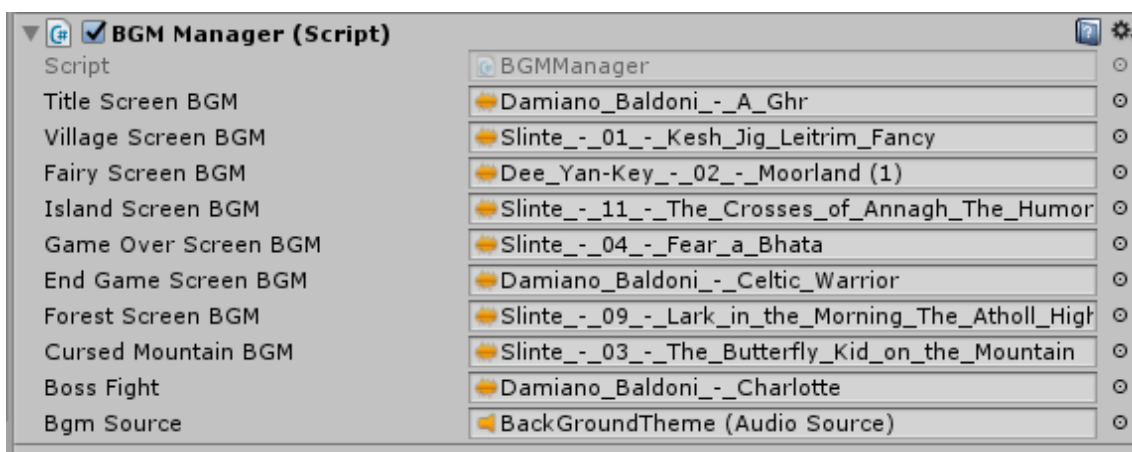 BGM Manager (Script)
Script BGMManager
Title Screen BGM Damiano_Baldoni_-_A_Ghr
Village Screen BGM Slinte_-_01_-_Kesh_Jig_Leitrim_Fancy
Fairy Screen BGM Dee_Yan-Key_-_02_-_Moorland (1)
Island Screen BGM Slinte_-_11_-_The_Crosses_of_Annagh_The_Humor
Game Over Screen BGM Slinte_-_04_-_Fear_a_Bhata
End Game Screen BGM Damiano_Baldoni_-_Celtic_Warrior
Forest Screen BGM Slinte_-_09_-_Lark_in_the_Morning_The_Atholl_High
Cursed Mountain BGM Slinte_-_03_-_The_Butterfly_Kid_on_the_Mountain
Boss Fight Damiano_Baldoni_-_Charlotte
Bgm Source BackGroundTheme (Audio Source)